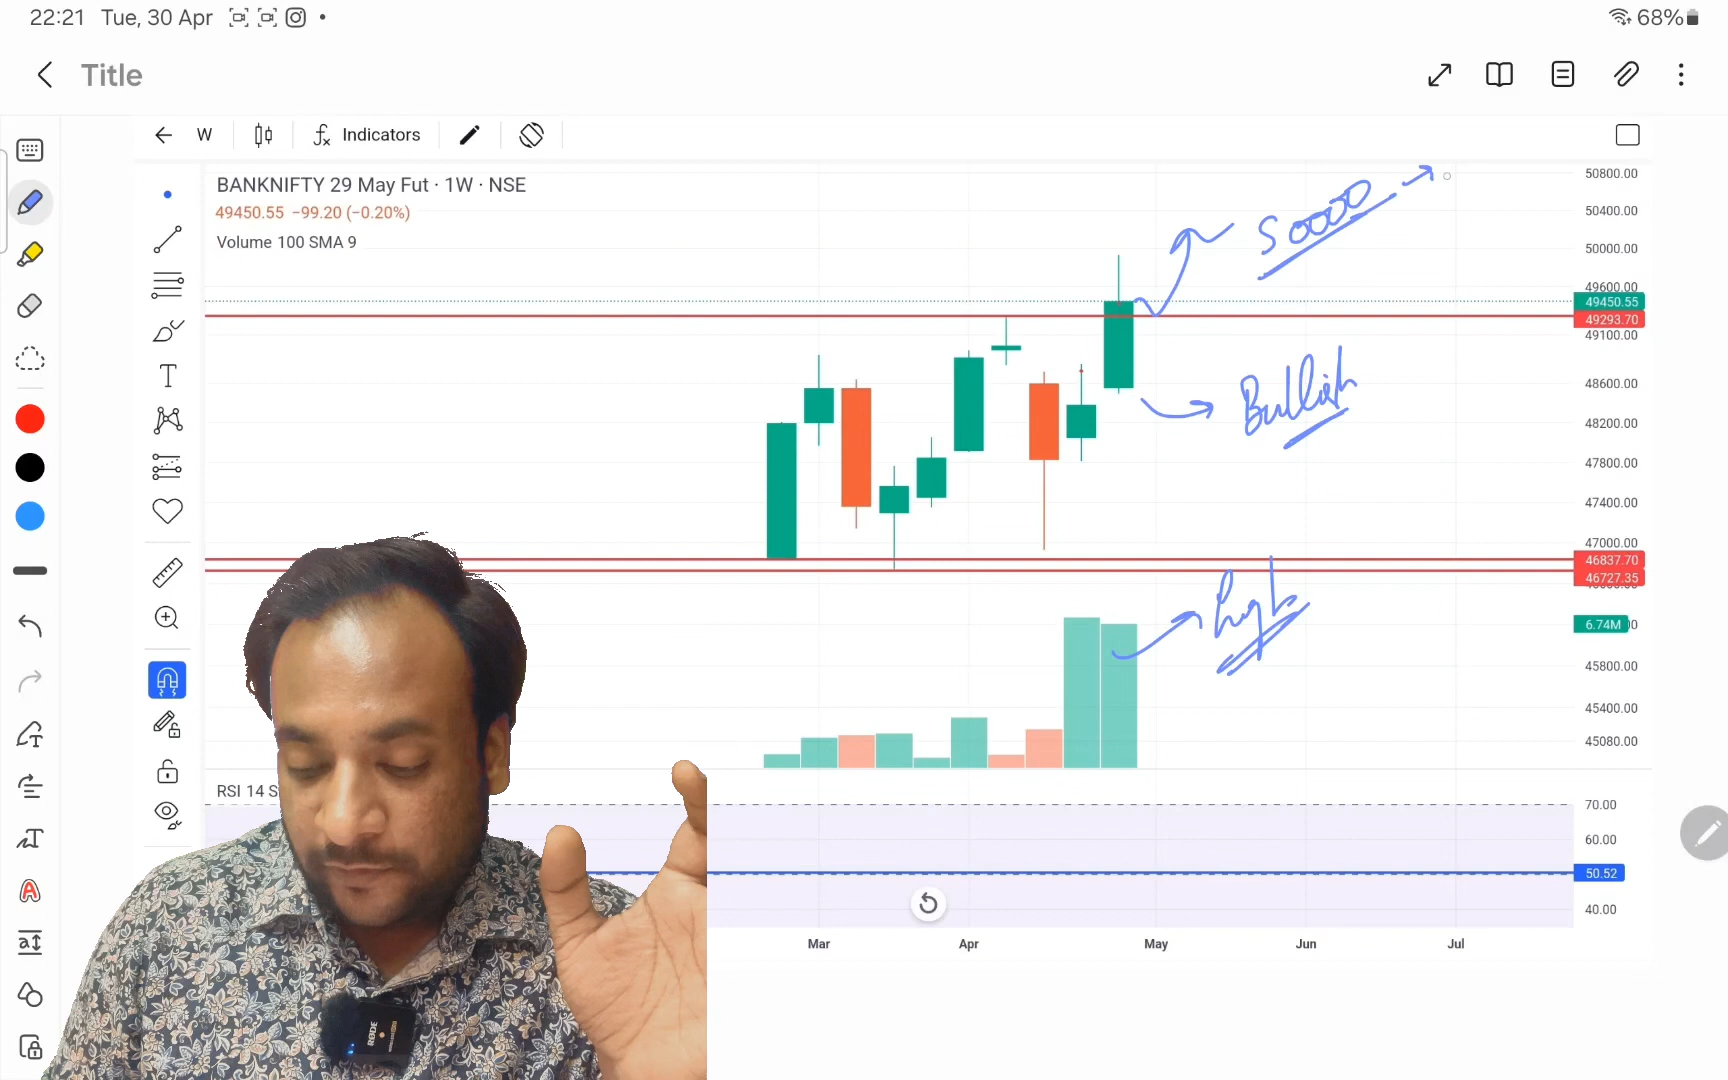 22:21 Tue, 30 Apr
68%
Title
W
Indicators
BANKNIFTY 29 May Fut · 1W · NSE
49450.55 −99.20 (−0.20%)
Volume 100 SMA 9
50800.00
50400.00
50000.00
49600.00
49450.55
49293.70
49100.00
48600.00
48200.00
47800.00
47400.00
47000.00
46837.70
46727.35
6.74M
45800.00
45400.00
45080.00
50000
Bullish
high
RSI 14 S
70.00
60.00
50.52
40.00
Mar Apr May Jun Jul
RØDE